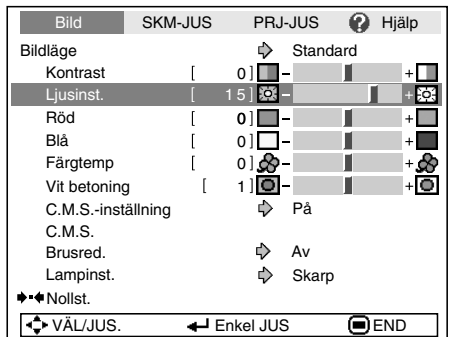 Bild SKM-JUS PRJ-JUS ? Hjälp
Bildläge Standard
Kontrast [ 0] - +
Ljusinst. [ 15] - +
Röd [ 0] - +
Blå [ 0] - +
Färgtemp [ 0] - +
Vit betoning [ 1] - +
C.M.S.-inställning På
C.M.S.
Brusred. Av
Lampinst. Skarp
Nollst.
VÄL/JUS. Enkel JUS END